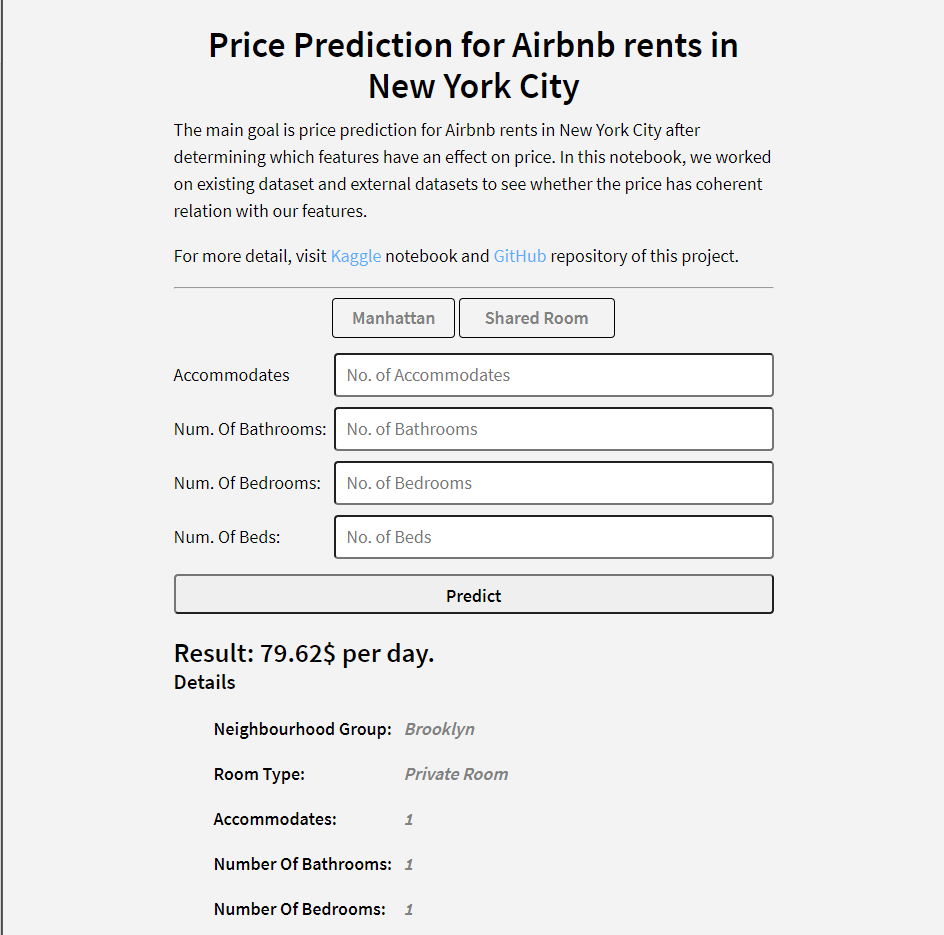 Price Prediction for Airbnb rents in
New York City
The main goal is price prediction for Airbnb rents in New York City after
determining which features have an effect on price. In this notebook, we worked
on existing dataset and external datasets to see whether the price has coherent
relation with our features.
For more detail, visit Kaggle notebook and GitHub repository of this project.
Manhattan Shared Room
Accommodates No. of Accommodates
Num. Of Bathrooms: No. of Bathrooms
Num. Of Bedrooms: No. of Bedrooms
Num. Of Beds: No. of Beds
Predict
Result: 79.62$ per day.
Details
Neighbourhood Group: Brooklyn
Room Type: Private Room
Accommodates: 1
Number Of Bathrooms: 1
Number Of Bedrooms: 1